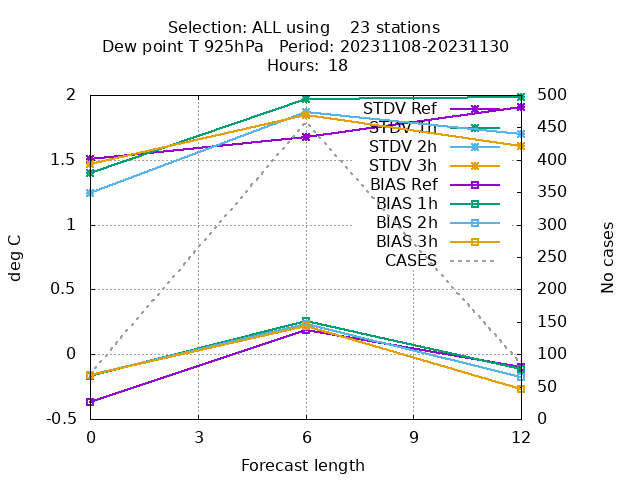 Selection: ALL using    23 stations
Dew point T 925hPa   Period: 20231108-20231130
Hours: 18
2
1.5
1
0.5
0
-0.5
500
450
400
350
300
250
200
150
100
50
0
STDV Ref
STDV 1h
STDV 2h
STDV 3h
BIAS Ref
BIAS 1h
BIAS 2h
BIAS 3h
CASES
deg C
No cases
0 3 6 9 12
Forecast length